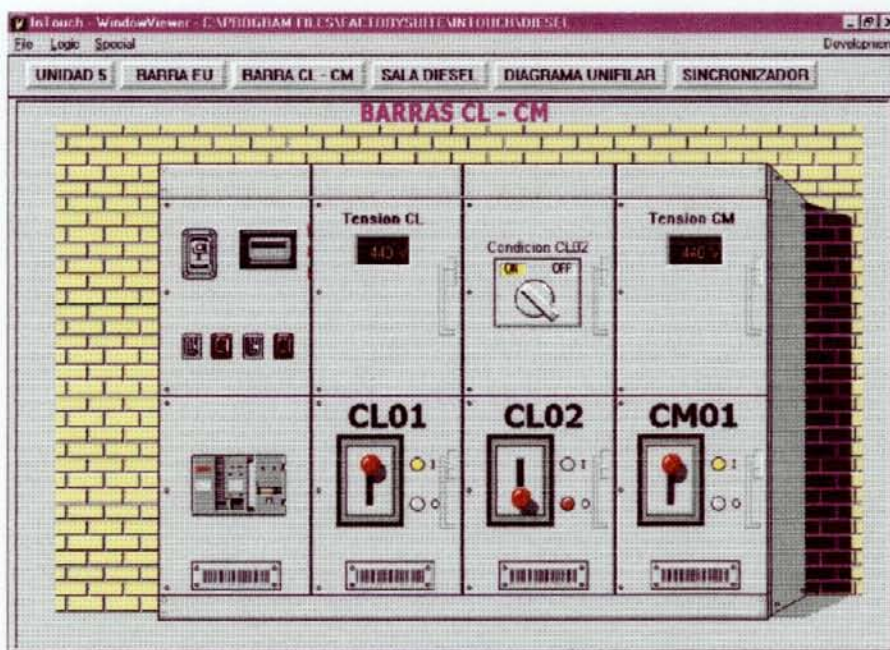 InTouch - WindowViewer - C:\PROGRAM FILES\FACTORYSUITE\INTOUCH\DIESEL
File Logic Special Development
UNIDAD 5 BARRA EU BARRA CL - CM SALA DIESEL DIAGRAMA UNIFILAR SINCRONIZADOR
BARRAS CL - CM
Tension CL Tension CM
Condicion CL02
440 440
ON OFF
CL01 CL02 CM01
I I I
O O O